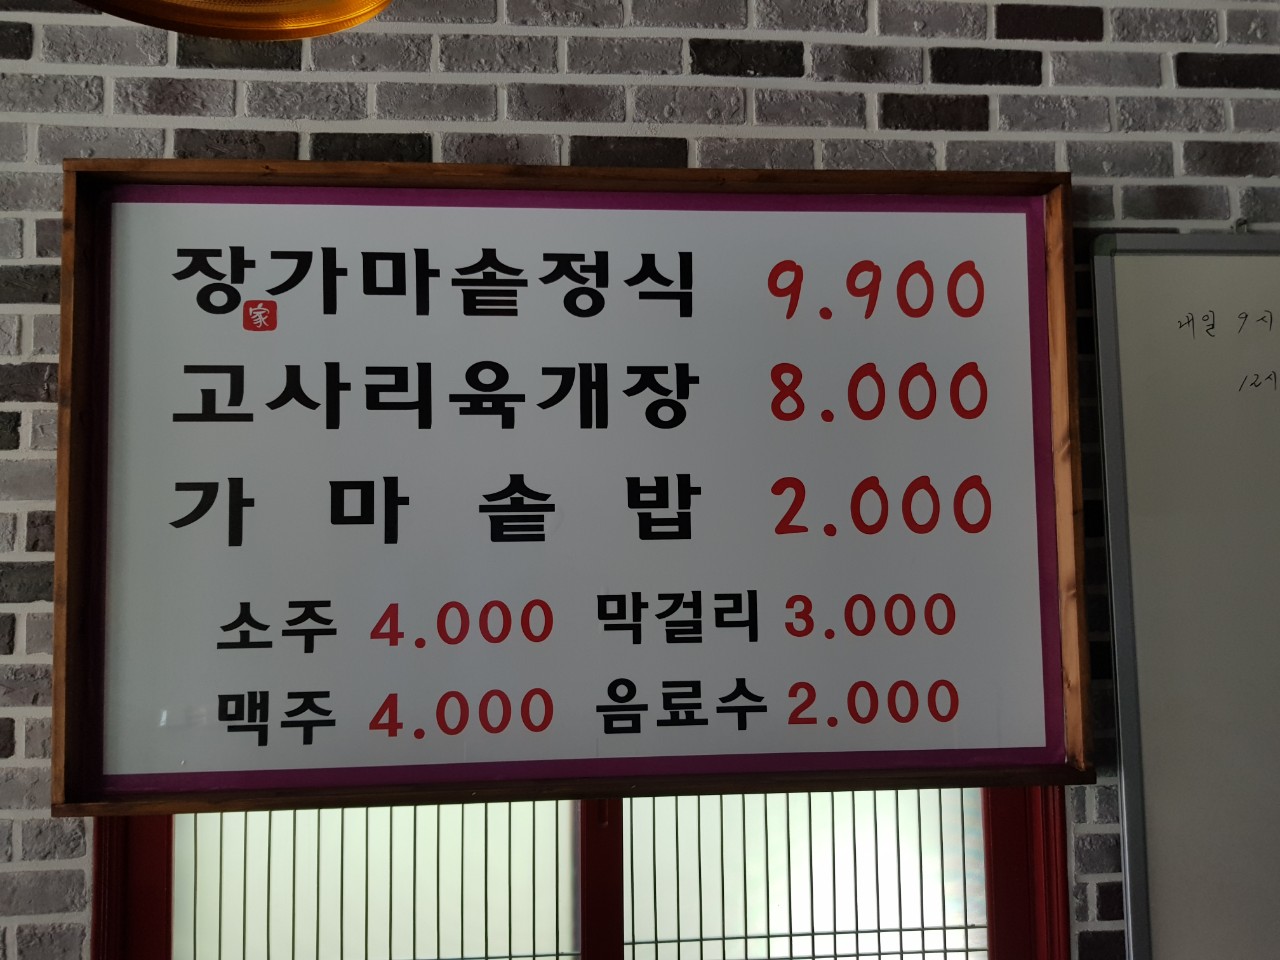 장가마솥정식 9.900
家
고사리육개장 8.000
가 마 솥 밥 2.000
소주 4.000 막걸리 3.000
맥주 4.000 음료수 2.000
내일 9시
12시